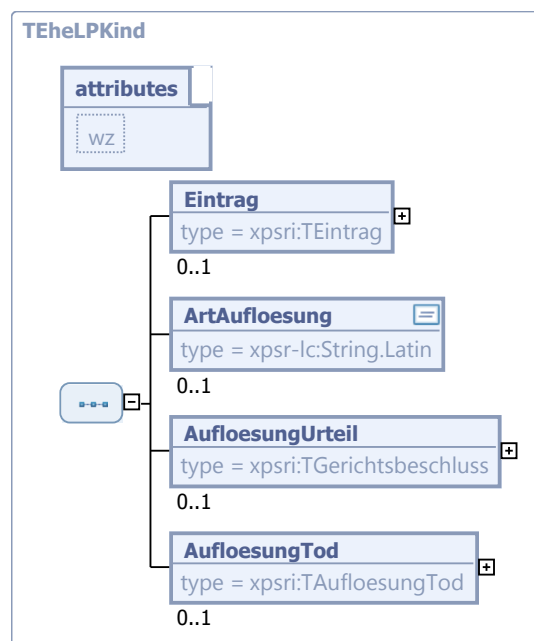 TEheLPKind
attributes
wz
Eintrag
type = xpsri:TEintrag
0..1
ArtAufloesung
type = xpsr-lc:String.Latin
0..1
AufloesungUrteil
type = xpsri:TGerichtsbeschluss
0..1
AufloesungTod
type = xpsri:TAufloesungTod
0..1